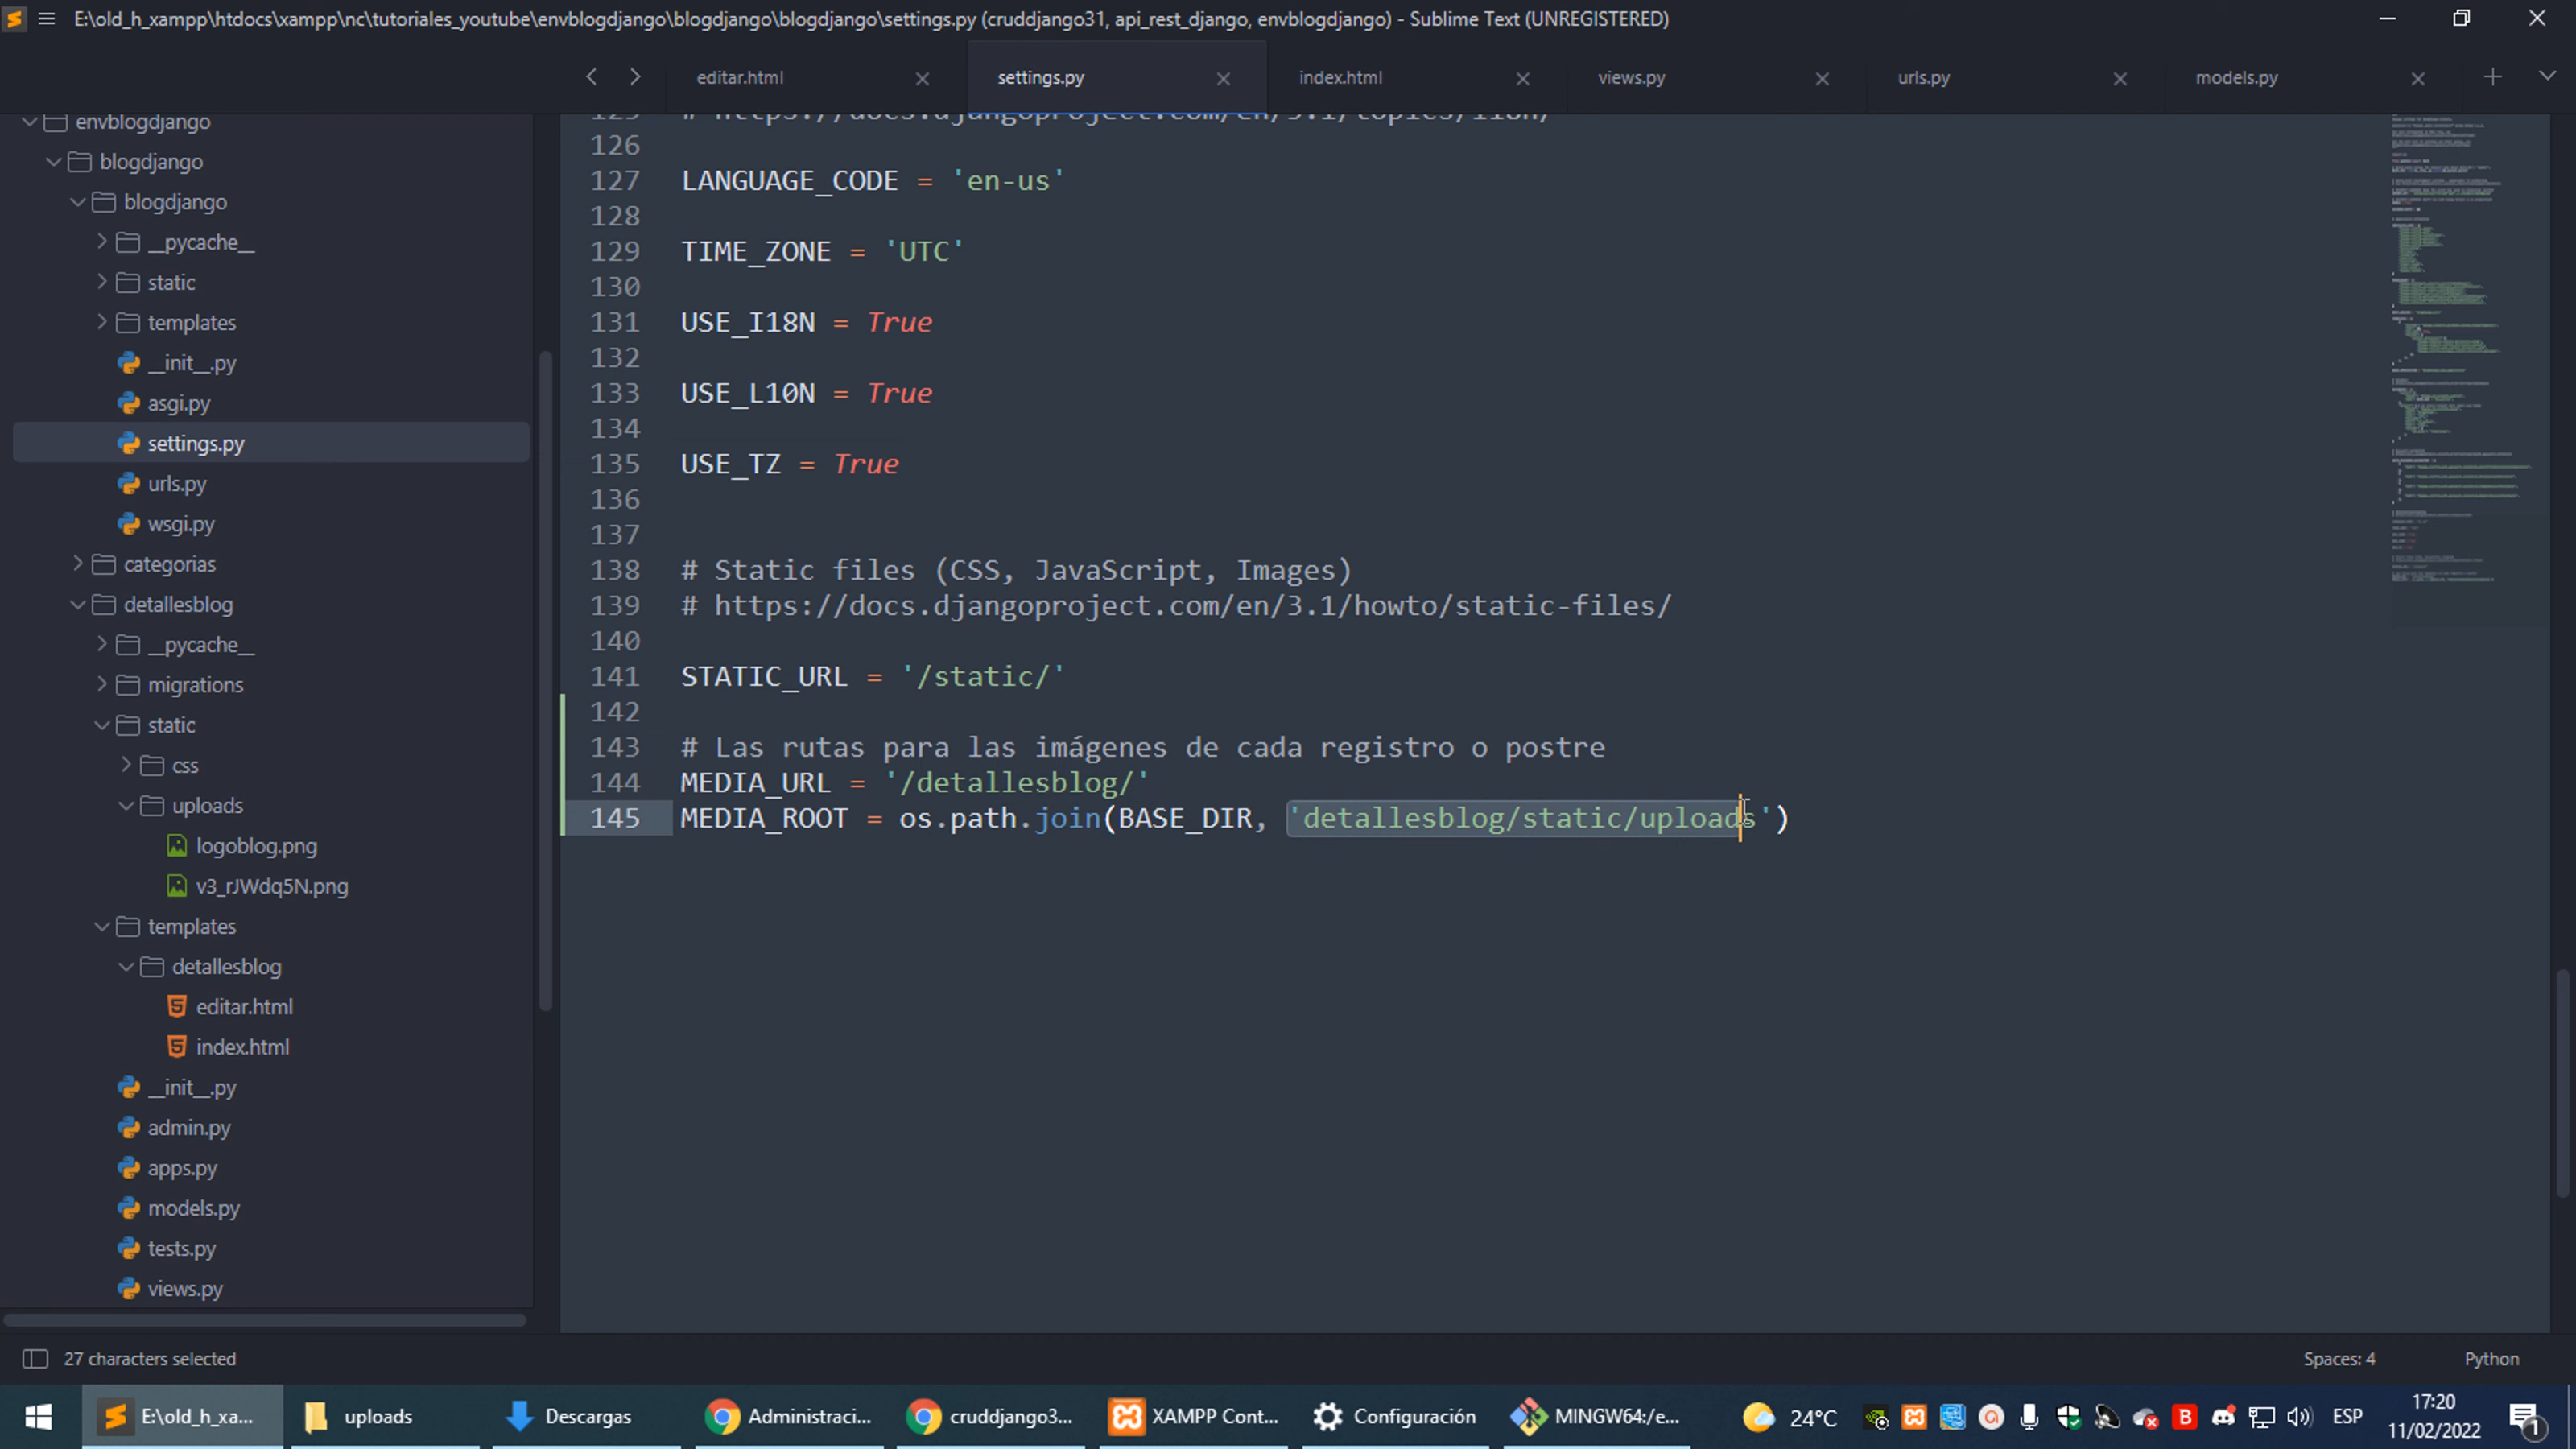 E:\old_h_xampp\htdocs\xampp\nc\tutoriales_youtube\envblogdjango\blogdjango\blogdjango\settings.py (cruddjango31, api_rest_django, envblogdjango) - Sublime Text (UNREGISTERED)
editar.html
settings.py
index.html
views.py
urls.py
models.py
envblogdjango
blogdjango
blogdjango
__pycache__
static
templates
__init__.py
asgi.py
settings.py
urls.py
wsgi.py
categorias
detallesblog
__pycache__
migrations
static
css
uploads
logoblog.png
v3_rJWdq5N.png
templates
detallesblog
editar.html
index.html
__init__.py
admin.py
apps.py
models.py
tests.py
views.py
125 # https://docs.djangoproject.com/en/3.1/topics/i18n/
126
127 LANGUAGE_CODE = 'en-us'
128
129 TIME_ZONE = 'UTC'
130
131 USE_I18N = True
132
133 USE_L10N = True
134
135 USE_TZ = True
136
137
138 # Static files (CSS, JavaScript, Images)
139 # https://docs.djangoproject.com/en/3.1/howto/static-files/
140
141 STATIC_URL = '/static/'
142
143 # Las rutas para las imágenes de cada registro o postre
144 MEDIA_URL = '/detallesblog/'
145 MEDIA_ROOT = os.path.join(BASE_DIR, 'detallesblog/static/uploads')
27 characters selected
Spaces: 4
Python
E:\old_h_xa...
uploads
Descargas
Administraci...
cruddjango3...
XAMPP Cont...
Configuración
MINGW64:/e...
24°C
ESP
17:20
11/02/2022
1